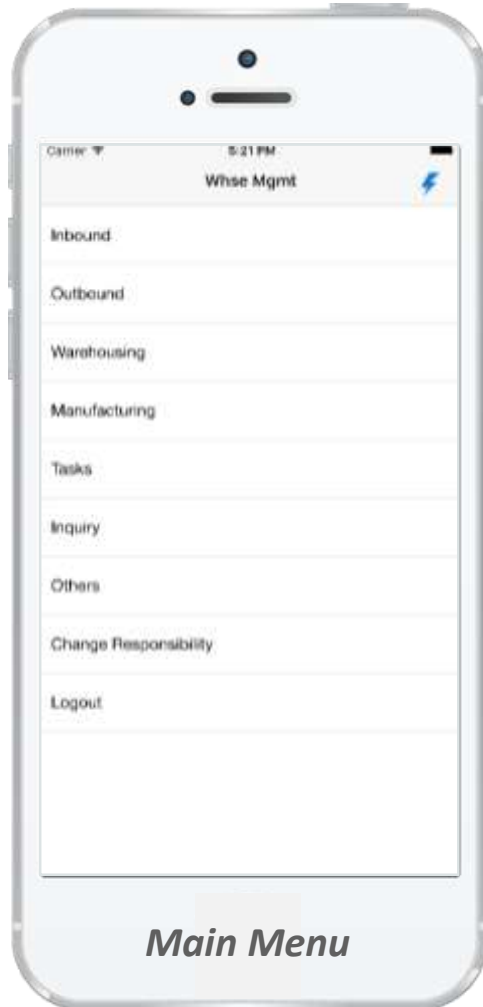 Carrier 5:21 PM
Whse Mgmt
Inbound
Outbound
Warehousing
Manufacturing
Tasks
Inquiry
Others
Change Responsibility
Logout
Main Menu